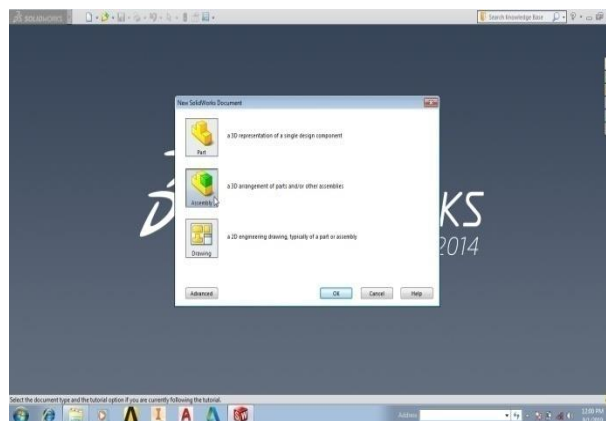 SOLIDWORKS
Search Knowledge Base
New SolidWorks Document
Part
a 3D representation of a single design component
Assembly
a 3D arrangement of parts and/or other assemblies
Drawing
a 2D engineering drawing, typically of a part or assembly
Advanced
OK
Cancel
Help
KS
2014
Select the document type and the tutorial option if you are currently following the tutorial.
Address
12:00 PM